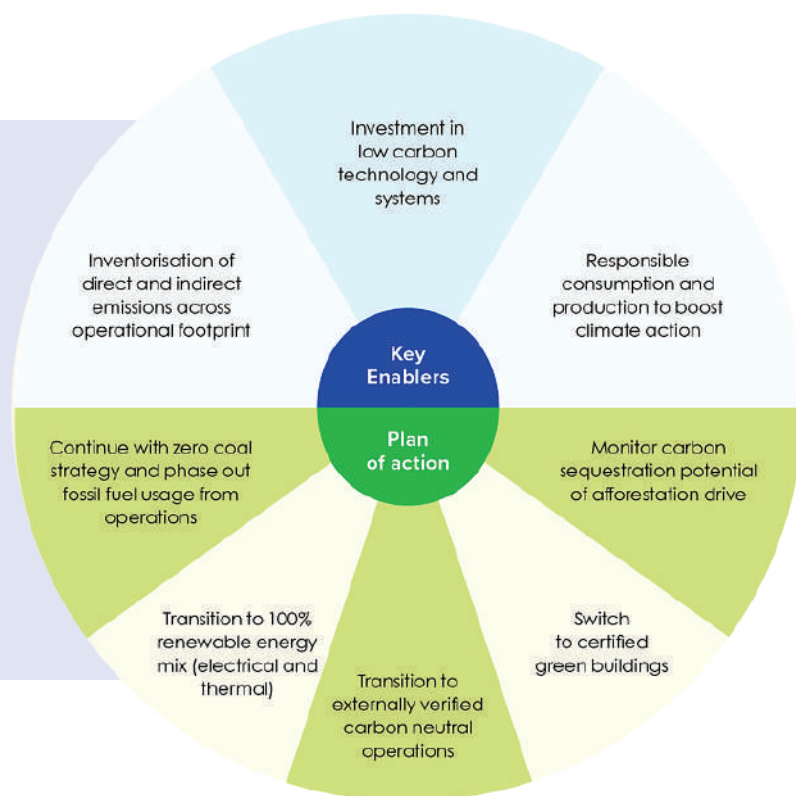 Investment in
low carbon
technology and
systems
Inventorisation of
direct and indirect
emissions across
operational footprint
Responsible
consumption and
production to boost
climate action
Key
Enablers
Plan
of action
Continue with zero coal
strategy and phase out
fossil fuel usage from
operations
Monitor carbon
sequestration potential
of afforestation drive
Transition to 100%
renewable energy
mix (electrical and
thermal)
Transition to
externally verified
carbon neutral
operations
Switch
to certified
green buildings